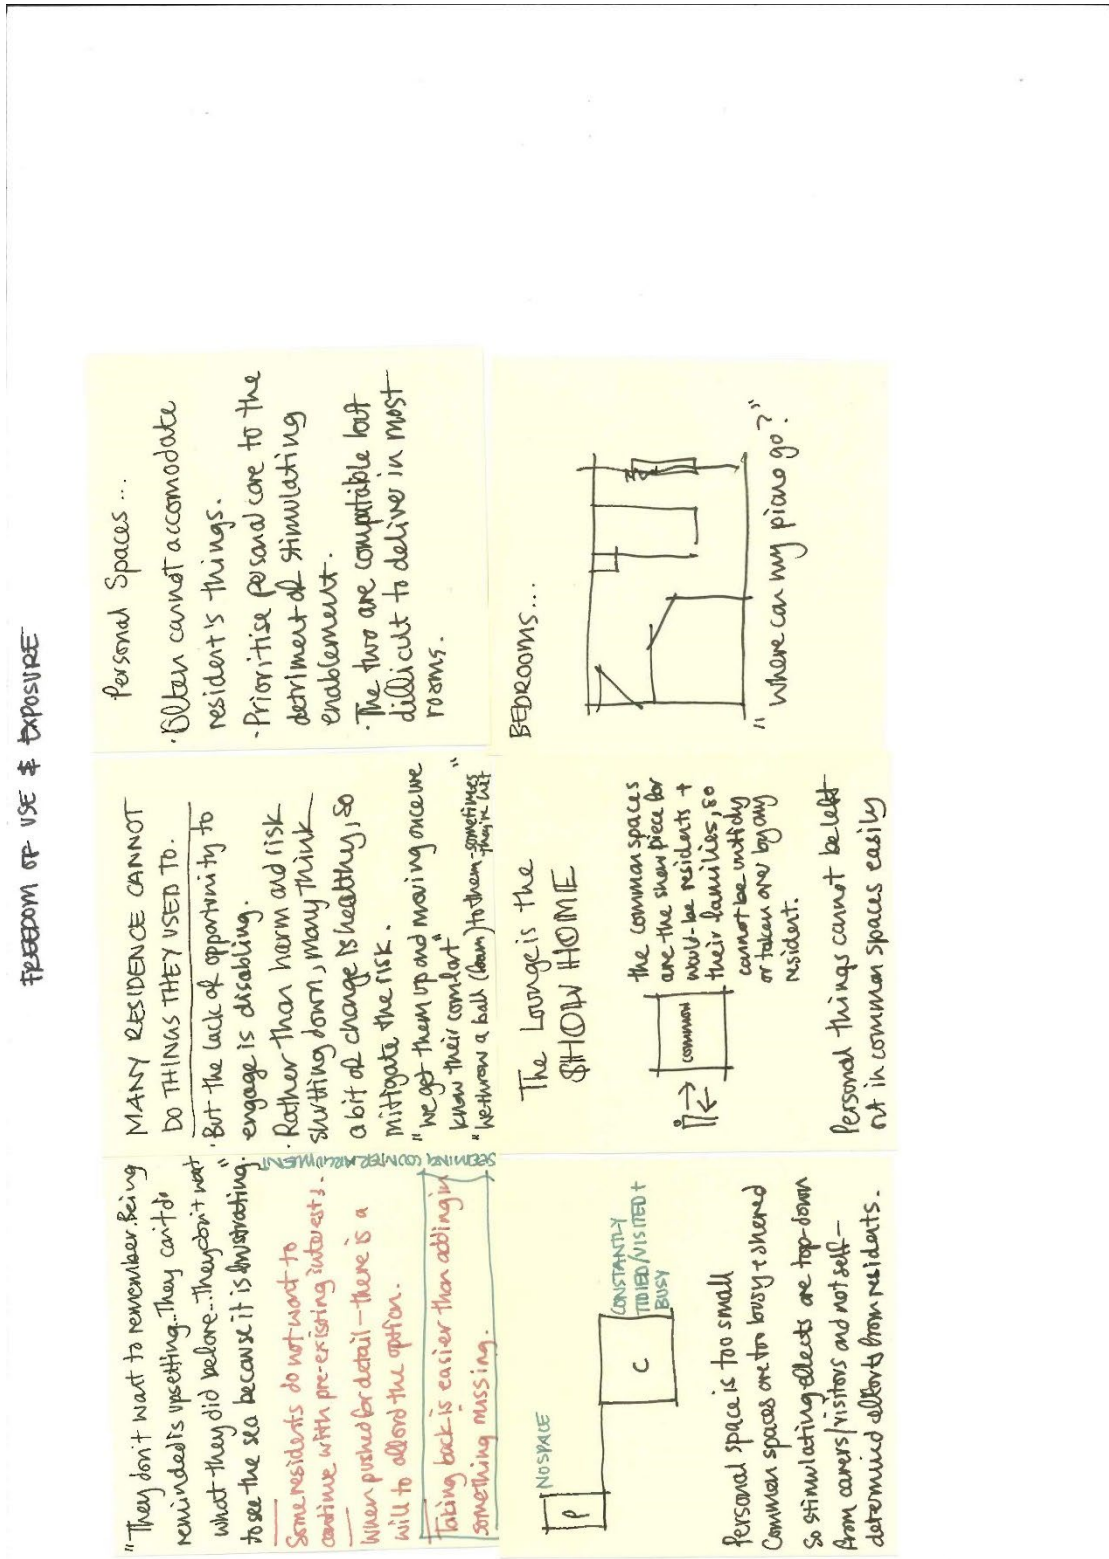 FREEDOM OF USE & EXPOSURE
"They don't want to remember. Being
reminded is upsetting... They can't do
what they did before... They don't want
to see the sea because it is frustrating."
Some residents do not want to
continue with pre-existing interests.
When pushed for detail – there is a
will to afford the option.
Taking back is easier than adding in
something missing.
SEEMING COUNTER ARGUMENT
MANY RESIDENCE CANNOT
DO THINGS THEY USED TO.
· But the lack of opportunity to
engage is disabling.
· Rather than harm and risk
shutting down, many think
a bit of change is healthy, so
mitigate the risk.
"we get them up and moving once we
know their comfort"
"We throw a ball (foam) to them - sometimes
they're hit"
Personal Spaces...
· Often cannot accomodate
resident's things.
· Prioritise personal care to the
detriment of stimulating
enablement.
· The two are compatible but
difficult to deliver in most
rooms.
P
NO SPACE
C
CONSTANTLY
TIDIED/VISITED +
BUSY
Personal space is too small
Common spaces are too busy + shared
So stimulating effects are top-down
from carers/visitors and not self-
determined efforts from residents.
The Lounge is the
SHOW HOME
COMMON
the common spaces
are the show piece for
would-be residents +
their families, so
cannot be untidy
or taken over by any
resident.
Personal things cannot be left
out in common spaces easily
BEDROOMS...
"where can my piano go?"